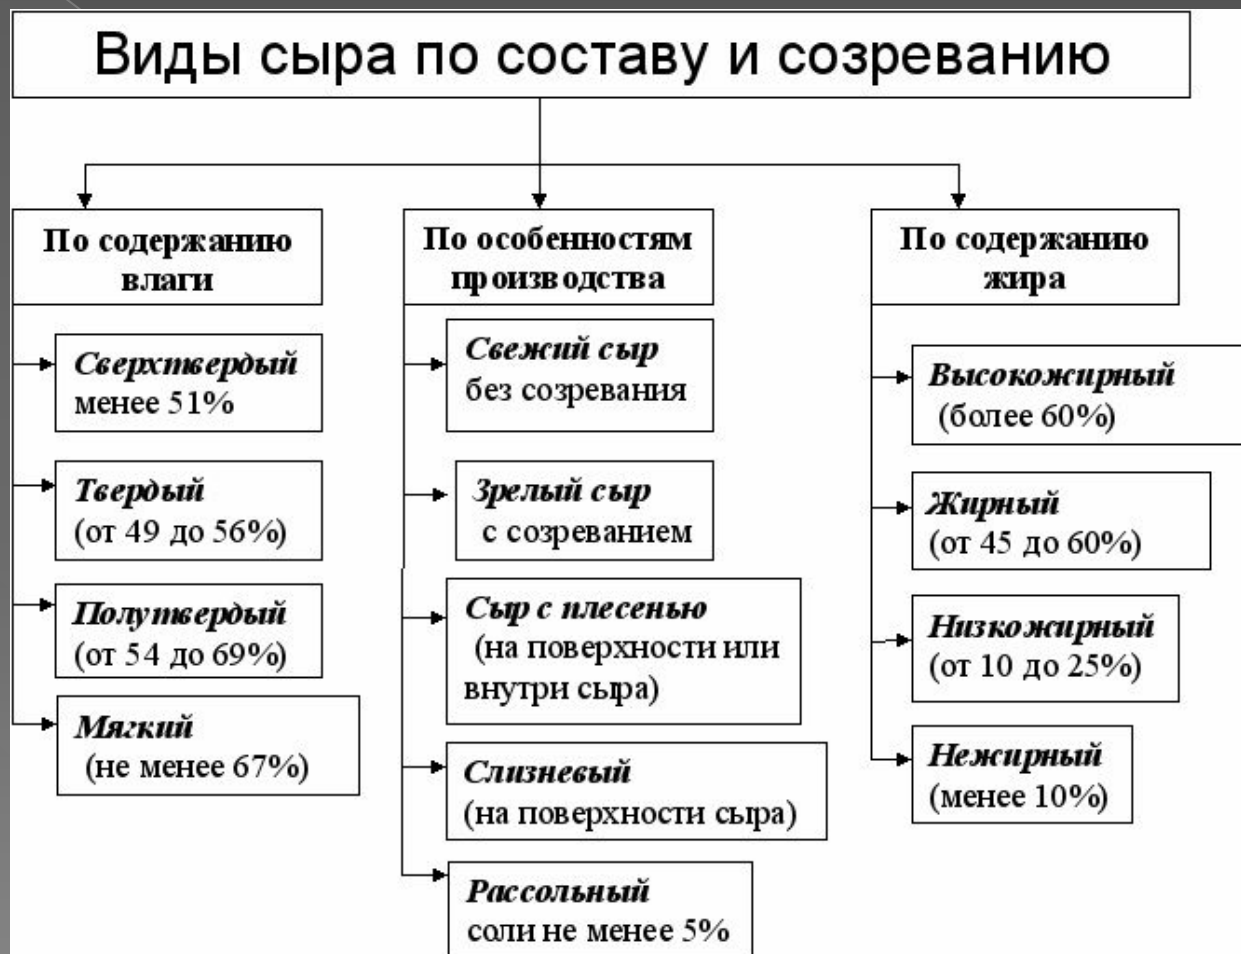 Виды сыра по составу и созреванию
По содержанию
влаги
Сверхтвердый
менее 51%
Твердый
(от 49 до 56%)
Полутвердый
(от 54 до 69%)
Мягкий
(не менее 67%)
По особенностям
производства
Свежий сыр
без созревания
Зрелый сыр
с созреванием
Сыр с плесенью
(на поверхности или
внутри сыра)
Слизневый
(на поверхности сыра)
Рассольный
соли не менее 5%
По содержанию
жира
Высокожирный
(более 60%)
Жирный
(от 45 до 60%)
Низкожирный
(от 10 до 25%)
Нежирный
(менее 10%)